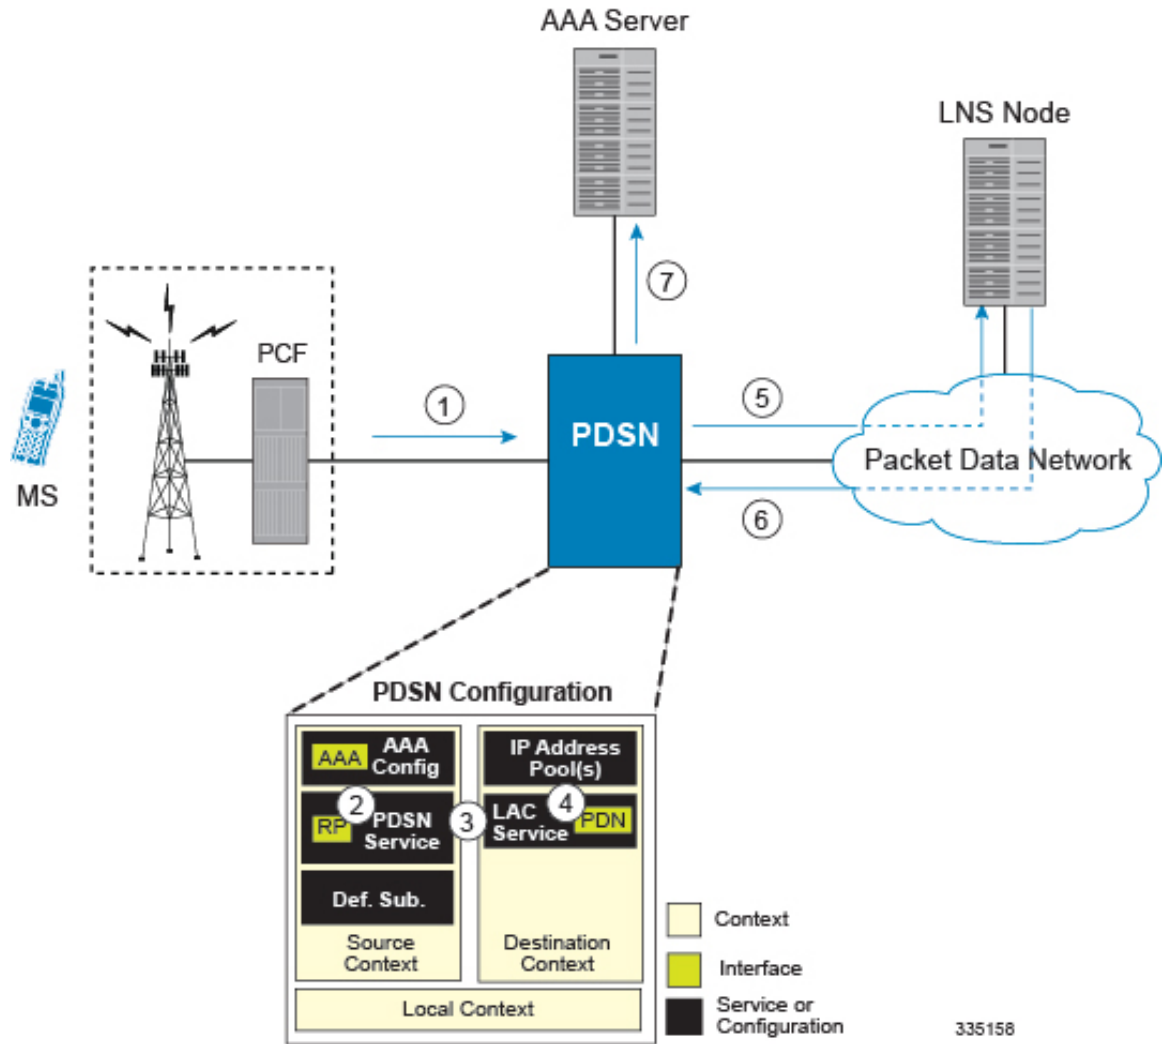 AAA Server
LNS Node
7
PCF
1
5
PDSN
MS
Packet Data Network
6
PDSN Configuration
AAA
AAA
Config
IP Address
Pool(s)
2
3
4
RP
PDSN
Service
LAC
Service
PDN
Def. Sub.
Source
Context
Destination
Context
Local Context
Context
Interface
Service or
Configuration
335158